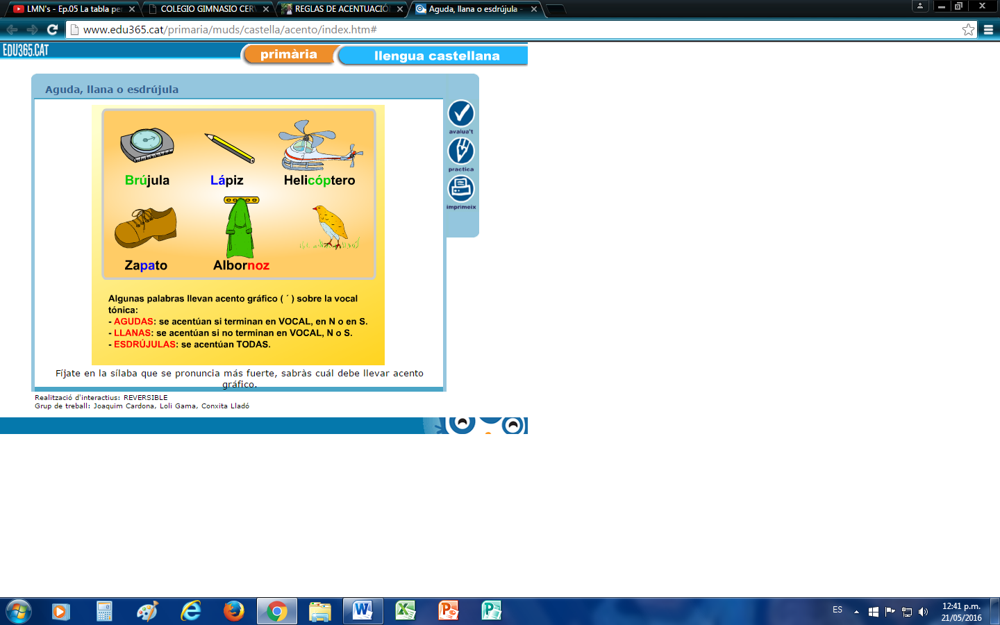 LMN's - Ep.05 La tabla pe
COLEGIO GIMNASIO CER
REGLAS DE ACENTUACIÓ
Aguda, llana o esdrújula -
www.edu365.cat/primaria/muds/castella/acento/index.htm#
EDU365.CAT
primària
llengua castellana
Aguda, llana o esdrújula
avalua't
practica
imprimeix
Brújula Lápiz Helicóptero
Zapato Albornoz
Algunas palabras llevan acento gráfico ( ´ ) sobre la vocal
tónica:
- AGUDAS: se acentúan si terminan en VOCAL, en N o en S.
- LLANAS: se acentúan si no terminan en VOCAL, N o S.
- ESDRÚJULAS: se acentúan TODAS.
Fíjate en la sílaba que se pronuncia más fuerte, sabràs cuál debe llevar acento
gráfico.
Realització d'interactius: REVERSIBLE
Grup de treball: Joaquim Cardona, Loli Gama, Conxita Lladó
ES
12:41 p.m.
21/05/2016